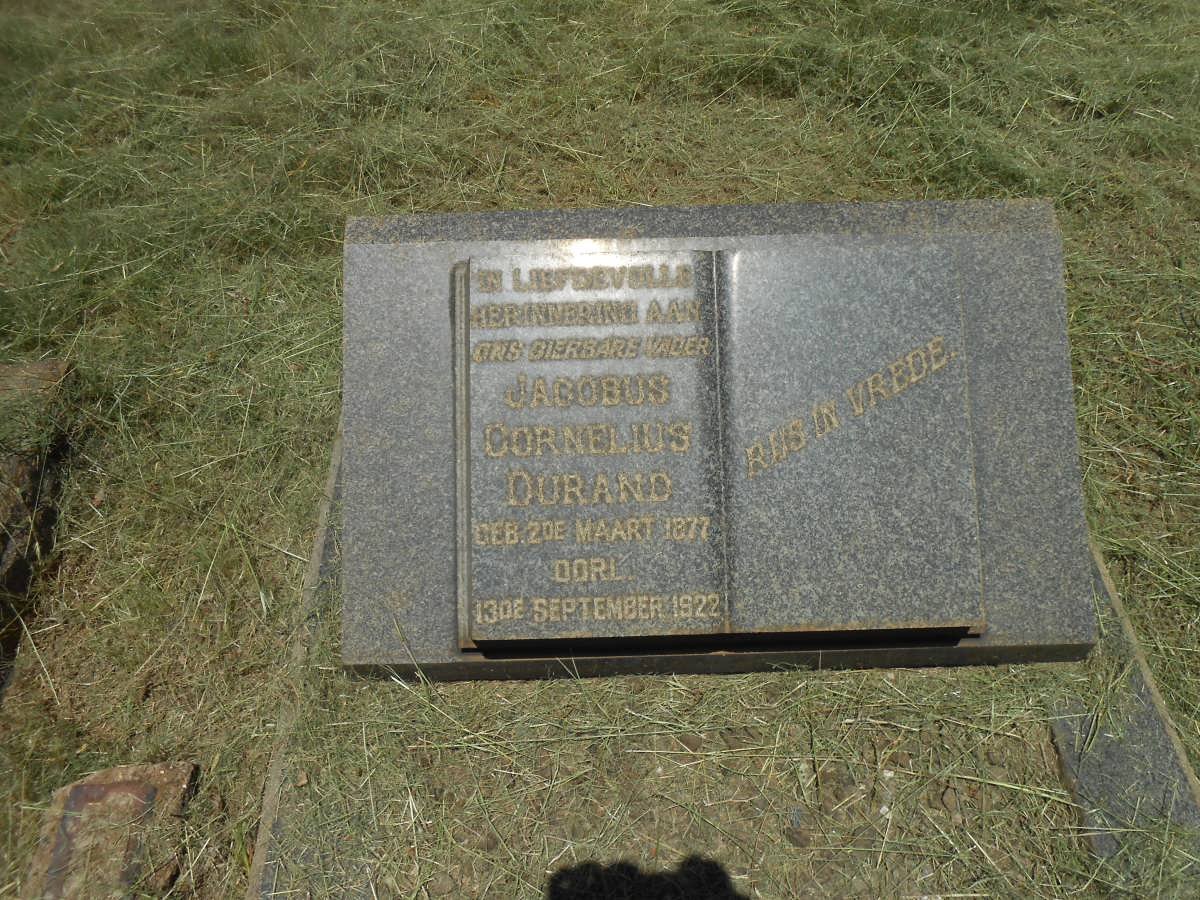 IN LIEFDEVOLLE
HERINNERING AAN
ONS DIERBARE VADER
JACOBUS
CORNELIUS
DURAND
GEB. 2DE MAART 1877
OORL.
13DE SEPTEMBER 1922
RUS IN VREDE.